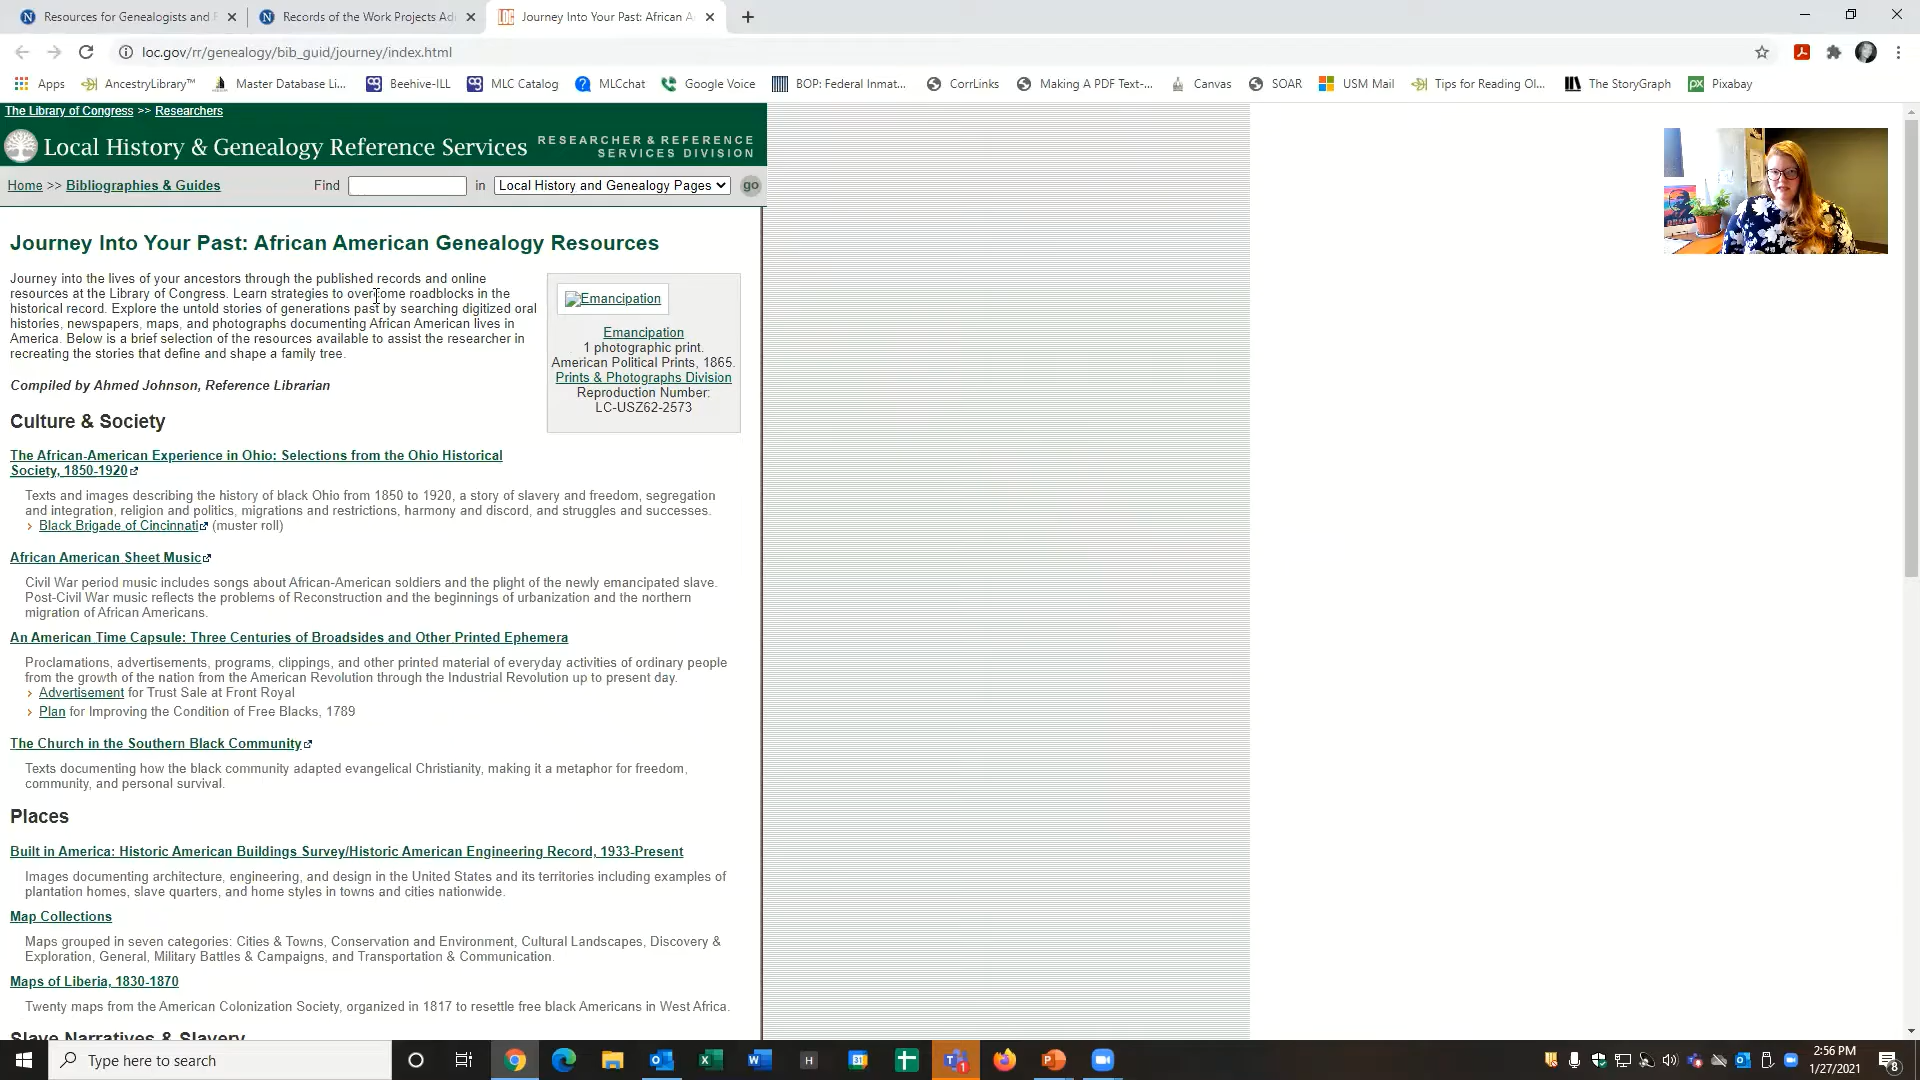 Resources for Genealogists and F
Records of the Work Projects Ad
Journey Into Your Past: African A
loc.gov/rr/genealogy/bib_guid/journey/index.html
Apps
AncestryLibrary™
Master Database Li...
Beehive-ILL
MLC Catalog
MLCchat
Google Voice
BOP: Federal Inmat...
CorrLinks
Making A PDF Text-...
Canvas
SOAR
USM Mail
Tips for Reading Ol...
The StoryGraph
px Pixabay
The Library of Congress >> Researchers
Local History & Genealogy Reference Services
RESEARCHER & REFERENCE
SERVICES DIVISION
Home >> Bibliographies & Guides
Find
in
Local History and Genealogy Pages
go
Journey Into Your Past: African American Genealogy Resources
Journey into the lives of your ancestors through the published records and online
resources at the Library of Congress. Learn strategies to overcome roadblocks in the
historical record. Explore the untold stories of generations past by searching digitized oral
histories, newspapers, maps, and photographs documenting African American lives in
America. Below is a brief selection of the resources available to assist the researcher in
recreating the stories that define and shape a family tree.
Emancipation
Emancipation
1 photographic print.
American Political Prints, 1865.
Prints & Photographs Division
Reproduction Number:
LC-USZ62-2573
Compiled by Ahmed Johnson, Reference Librarian
Culture & Society
The African-American Experience in Ohio: Selections from the Ohio Historical
Society, 1850-1920
Texts and images describing the history of black Ohio from 1850 to 1920, a story of slavery and freedom, segregation
and integration, religion and politics, migrations and restrictions, harmony and discord, and struggles and successes.
› Black Brigade of Cincinnati (muster roll)
African American Sheet Music
Civil War period music includes songs about African-American soldiers and the plight of the newly emancipated slave.
Post-Civil War music reflects the problems of Reconstruction and the beginnings of urbanization and the northern
migration of African Americans.
An American Time Capsule: Three Centuries of Broadsides and Other Printed Ephemera
Proclamations, advertisements, programs, clippings, and other printed material of everyday activities of ordinary people
from the growth of the nation from the American Revolution through the Industrial Revolution up to present day.
› Advertisement for Trust Sale at Front Royal
› Plan for Improving the Condition of Free Blacks, 1789
The Church in the Southern Black Community
Texts documenting how the black community adapted evangelical Christianity, making it a metaphor for freedom,
community, and personal survival.
Places
Built in America: Historic American Buildings Survey/Historic American Engineering Record, 1933-Present
Images documenting architecture, engineering, and design in the United States and its territories including examples of
plantation homes, slave quarters, and home styles in towns and cities nationwide.
Map Collections
Maps grouped in seven categories: Cities & Towns, Conservation and Environment, Cultural Landscapes, Discovery &
Exploration, General, Military Battles & Campaigns, and Transportation & Communication.
Maps of Liberia, 1830-1870
Twenty maps from the American Colonization Society, organized in 1817 to resettle free black Americans in West Africa.
Slave Narratives & Slavery
Type here to search
2:56 PM
1/27/2021
8